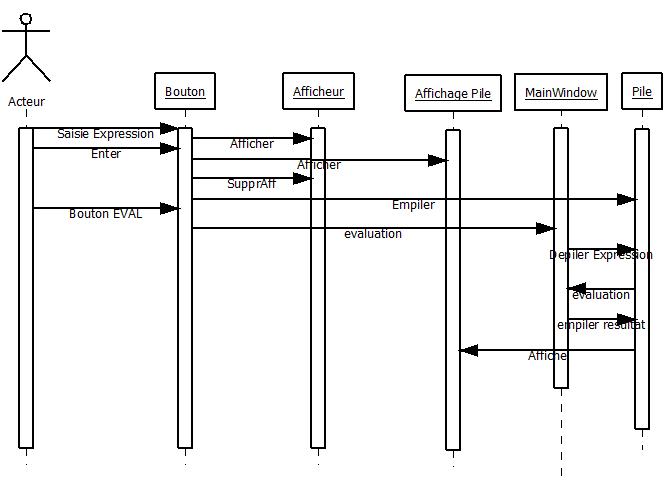 Acteur
Bouton
Afficheur
Affichage Pile
MainWindow
Pile
Saisie Expression
Afficher
Enter
Afficher
SupprAff
Empiler
Bouton EVAL
evaluation
Depiler Expression
evaluation
empiler resultat
Affiche